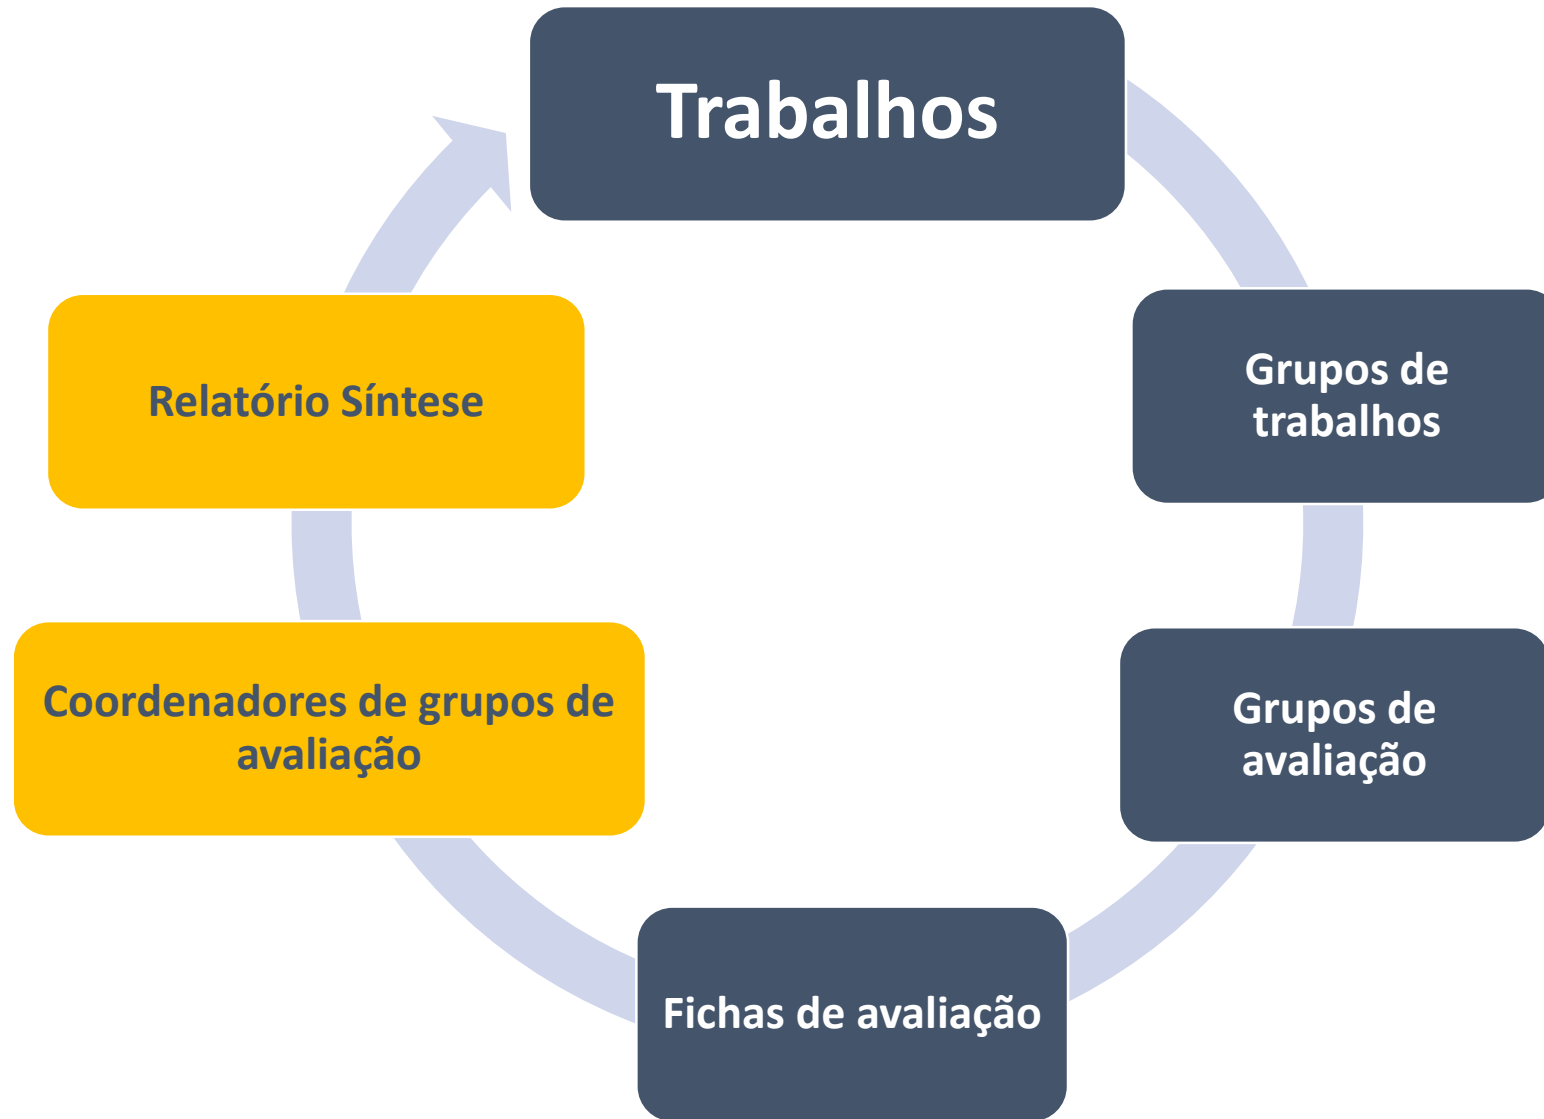 Trabalhos
Grupos de
trabalhos
Grupos de
avaliação
Fichas de avaliação
Coordenadores de grupos de
avaliação
Relatório Síntese